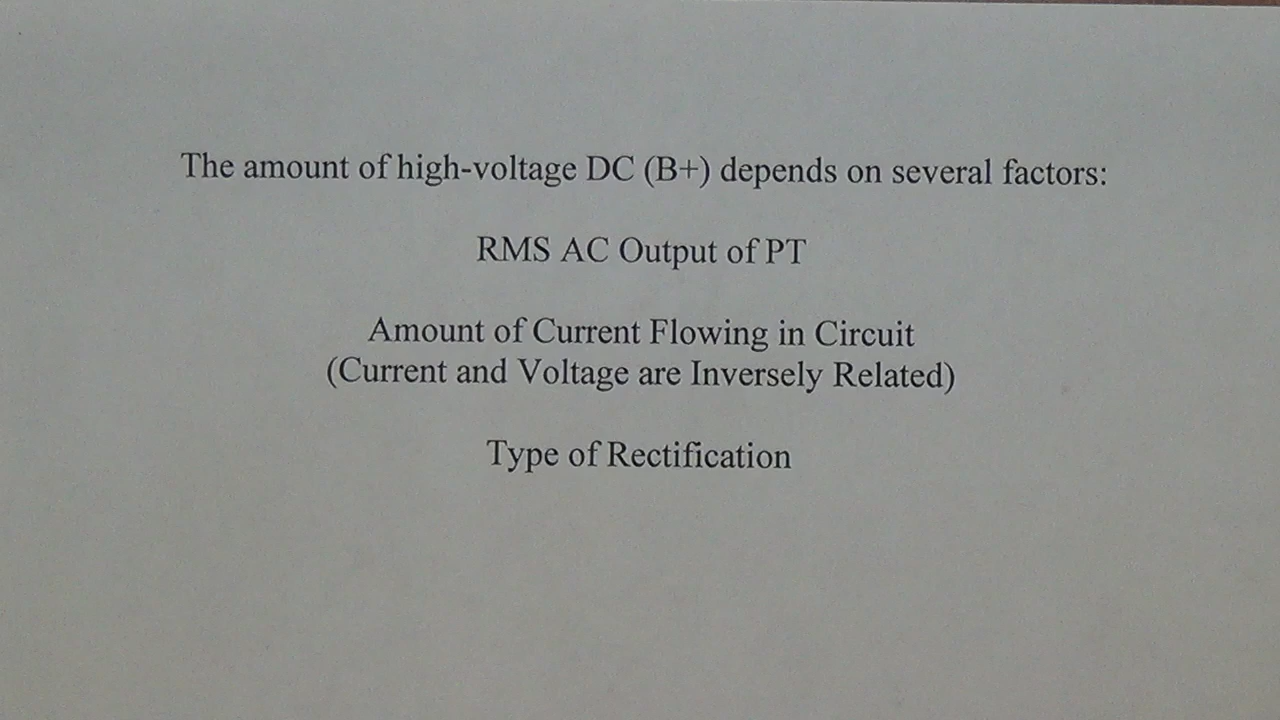 The amount of high-voltage DC (B+) depends on several factors:
RMS AC Output of PT
Amount of Current Flowing in Circuit
(Current and Voltage are Inversely Related)
Type of Rectification